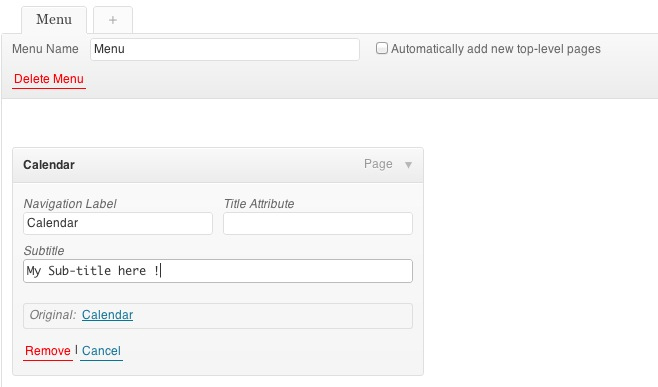 Menu +
Menu Name Menu Automatically add new top-level pages
Delete Menu
Calendar Page ▼
Navigation Label Title Attribute
Calendar
Subtitle
My Sub-title here !
Original: Calendar
Remove | Cancel